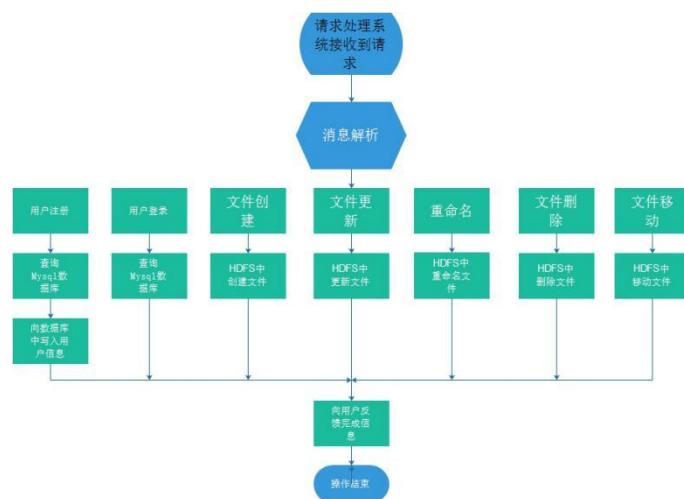 请求处理系
统接收到请
求
消息解析
用户注册
用户登录
文件创
建
文件更
新
重命名
文件删
除
文件移
动
查询
Mysql数
据库
查询
Mysql数
据库
HDFS中
创建文件
HDFS中
更新文件
HDFS中
重命名文
件
HDFS中
删除文件
HDFS中
移动文件
向数据库
中写入用
户信息
向用户反
馈完成信
息
操作结束